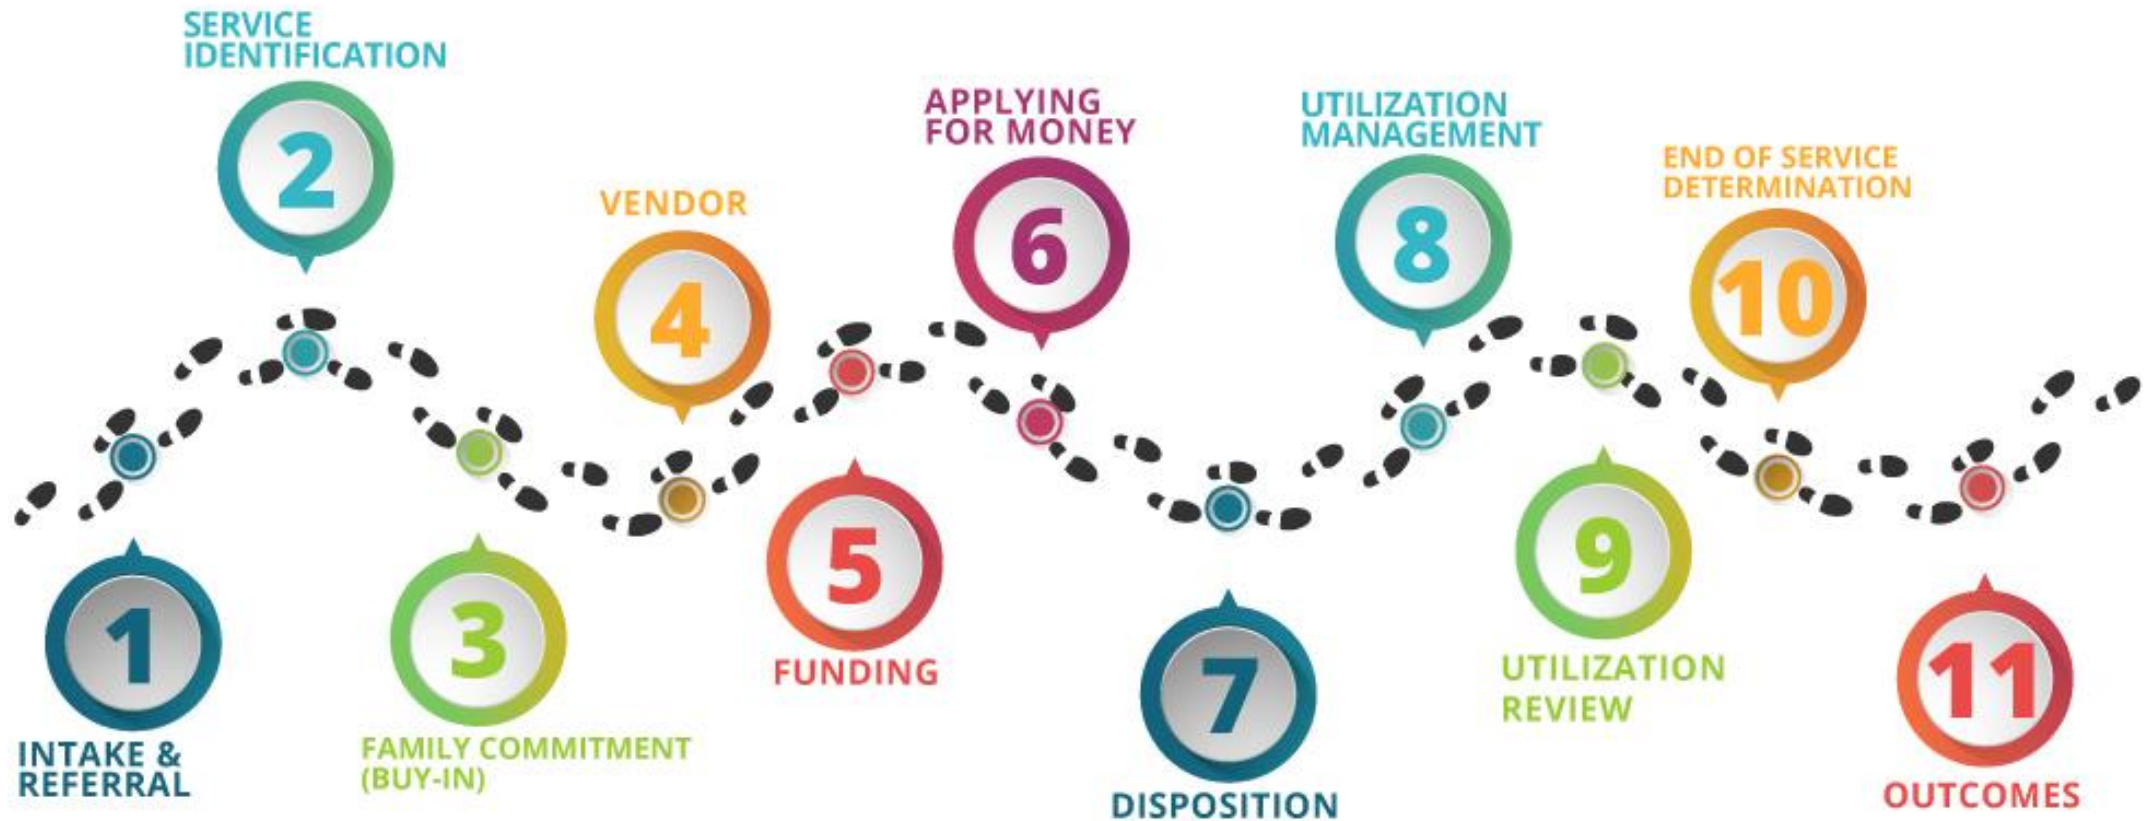 1
INTAKE &
REFERRAL
SERVICE
IDENTIFICATION
2
3
FAMILY COMMITMENT
(BUY-IN)
VENDOR
4
5
FUNDING
APPLYING
FOR MONEY
6
7
DISPOSITION
UTILIZATION
MANAGEMENT
8
9
UTILIZATION
REVIEW
END OF SERVICE
DETERMINATION
10
11
OUTCOMES